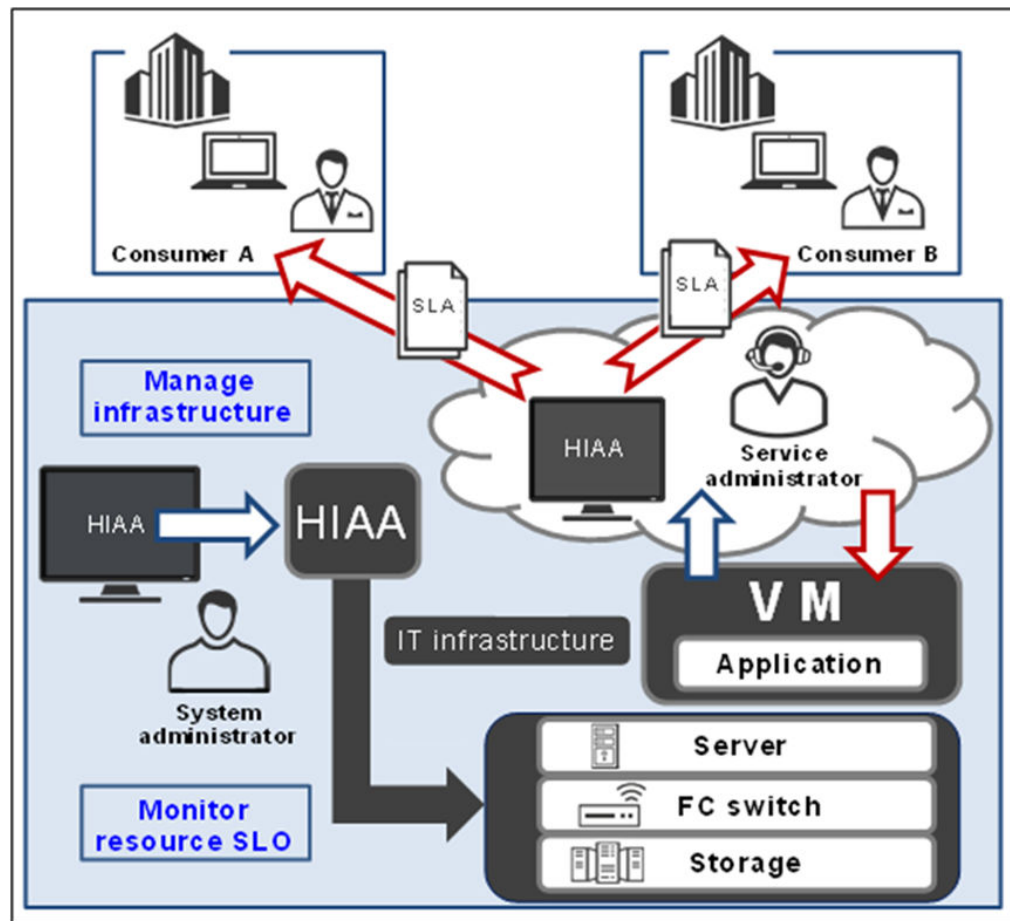 Consumer A
Consumer B
SLA
SLA
Manage
infrastructure
HIAA
Service
administrator
HIAA
HIAA
IT infrastructure
VM
Application
System
administrator
Server
Monitor
resource SLO
FC switch
Storage